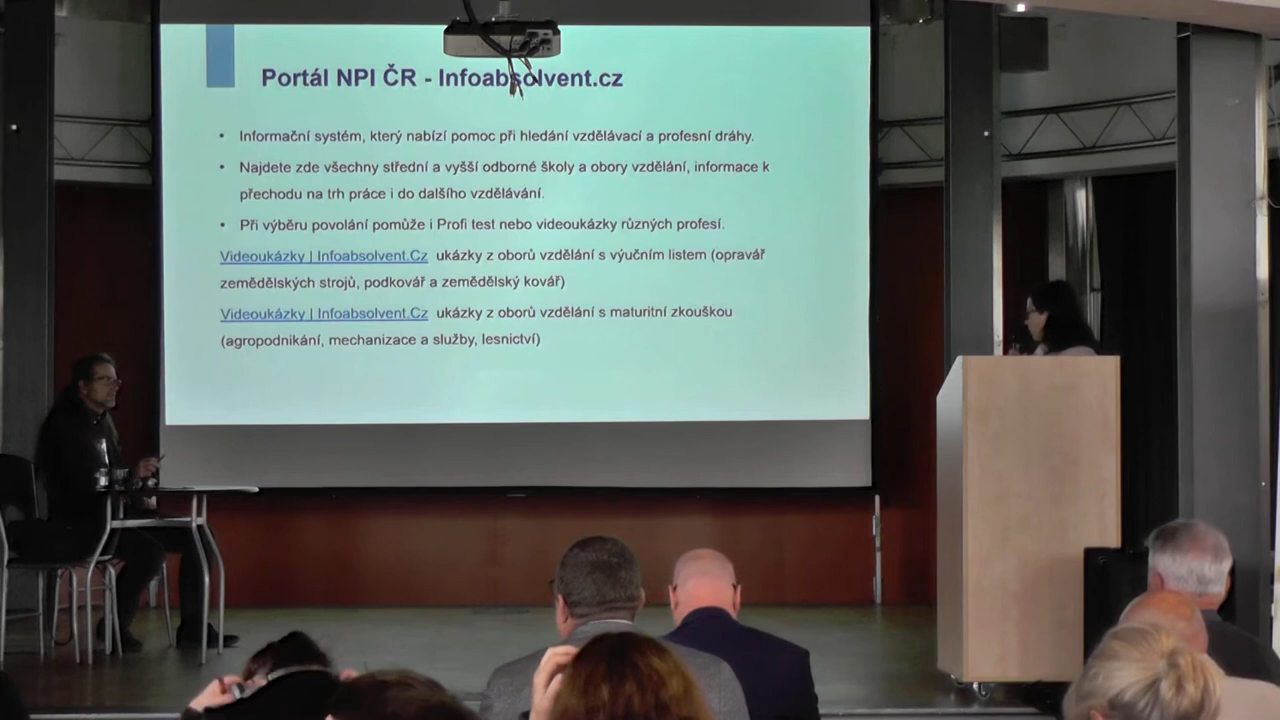 Portál NPI ČR - Infoabsolvent.cz
• Informační systém, který nabízí pomoc při hledání vzdělávací a profesní dráhy.
• Najdete zde všechny střední a vyšší odborné školy a obory vzdělání, informace k
přechodu na trh práce i do dalšího vzdělávání.
• Při výběru povolání pomůže i Profi test nebo videoukázky různých profesí.
Videoukázky | Infoabsolvent.Cz ukázky z oborů vzdělání s výučním listem (opravář
zemědělských strojů, podkovář a zemědělský kovář)
Videoukázky | Infoabsolvent.Cz ukázky z oborů vzdělání s maturitní zkouškou
(agropodnikání, mechanizace a služby, lesnictví)